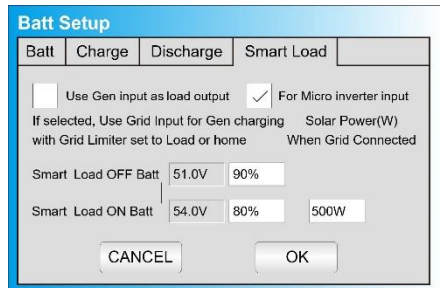 Batt Setup
Batt Charge Discharge Smart Load
Use Gen input as load output For Micro inverter input
If selected, Use Grid Input for Gen charging Solar Power(W)
with Grid Limiter set to Load or home When Grid Connected
Smart Load OFF Batt 51.0V 90%
Smart Load ON Batt 54.0V 80% 500W
CANCEL OK